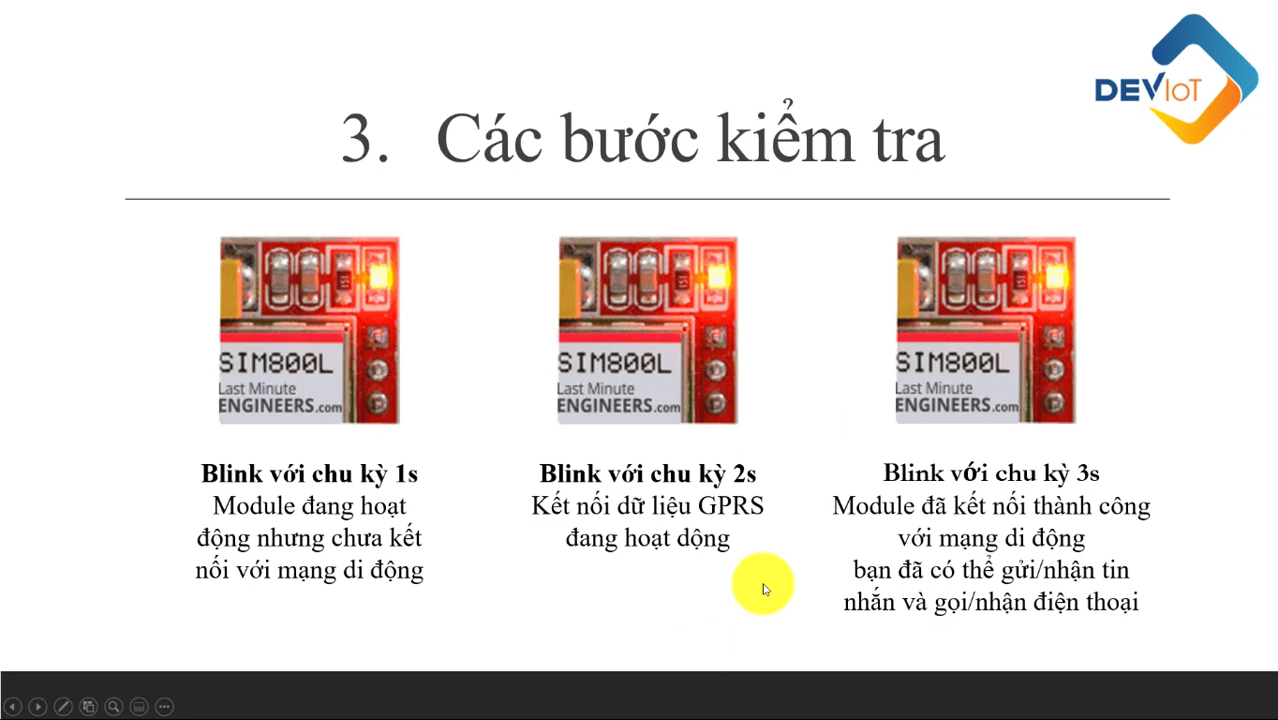 DEVIoT
3. Các bước kiểm tra
SIM800L
Last Minute
ENGINEERS.com
SIM800L
Last Minute
ENGINEERS.com
SIM800L
Last Minute
ENGINEERS.com
Blink với chu kỳ 1s
Module đang hoạt
động nhưng chưa kết
nối với mạng di động
Blink với chu kỳ 2s
Kết nối dữ liệu GPRS
đang hoạt dộng
Blink với chu kỳ 3s
Module đã kết nối thành công
với mạng di động
bạn đã có thể gửi/nhận tin
nhắn và gọi/nhận điện thoại